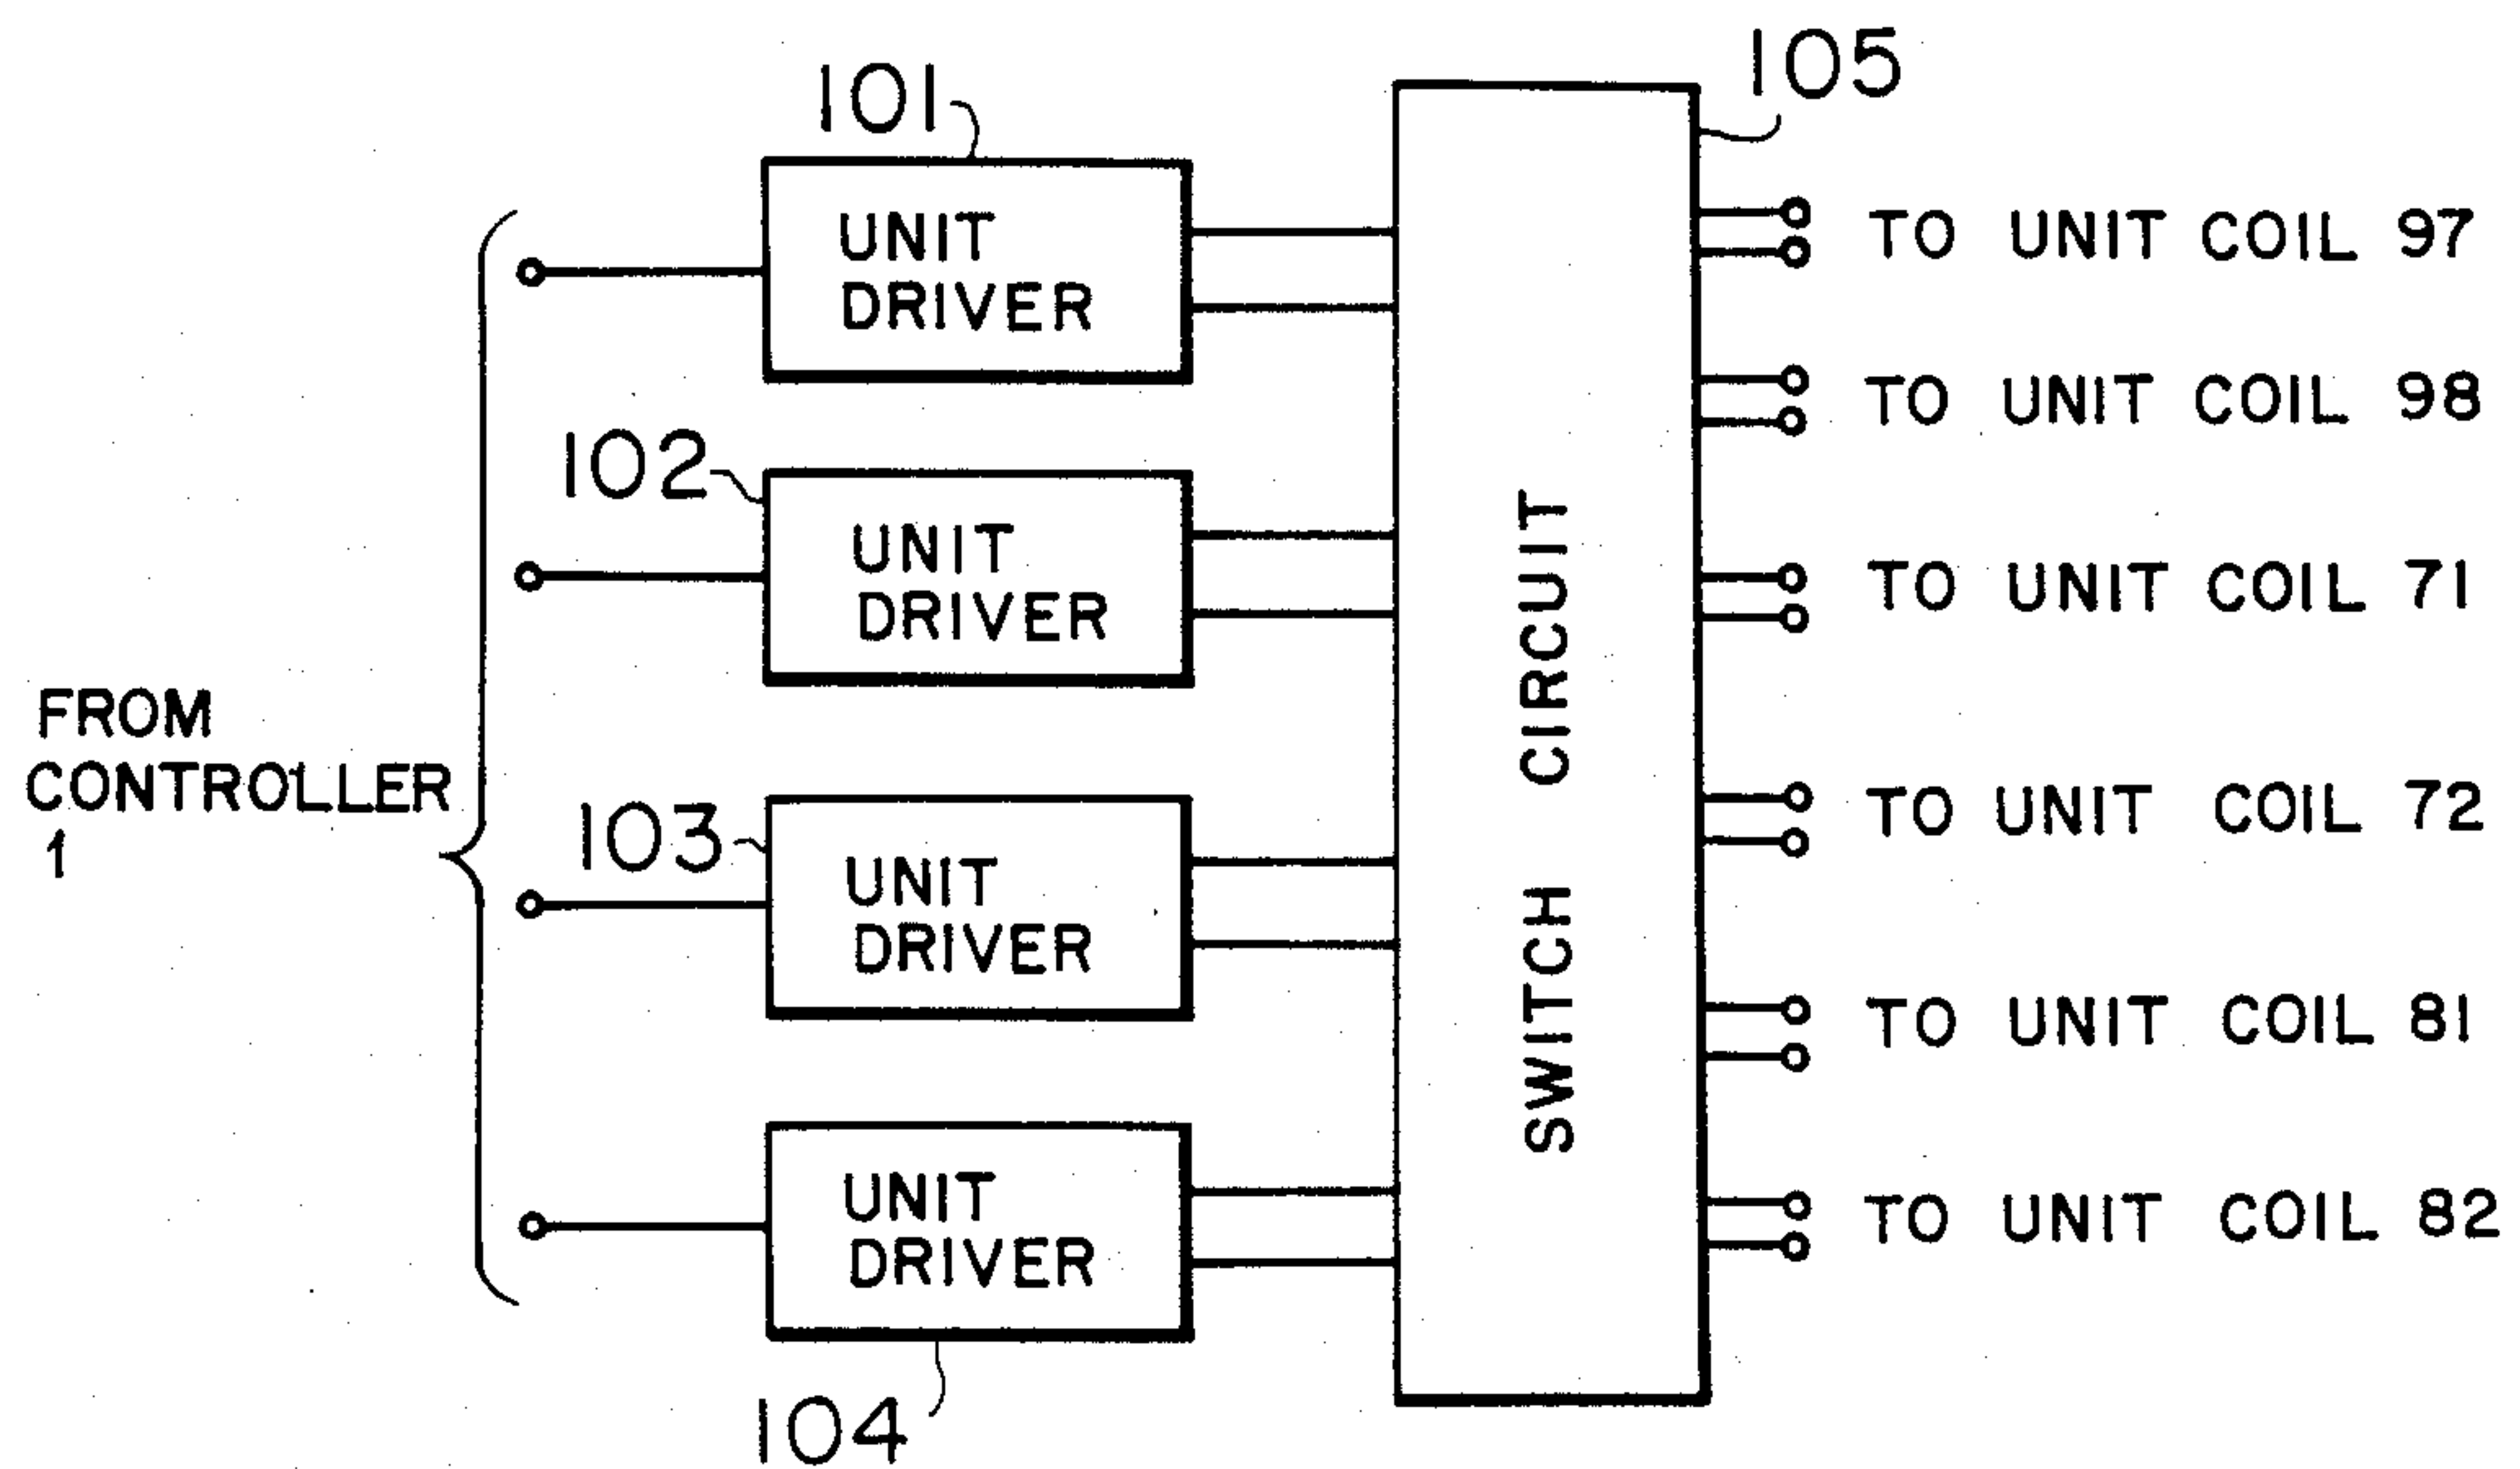 101
105
UNIT
DRIVER
TO UNIT COIL 97
TO UNIT COIL 98
102
UNIT
DRIVER
TO UNIT COIL 71
FROM
CONTROLLER
1
103
UNIT
DRIVER
SWITCH CIRCUIT
TO UNIT COIL 72
TO UNIT COIL 81
UNIT
DRIVER
TO UNIT COIL 82
104